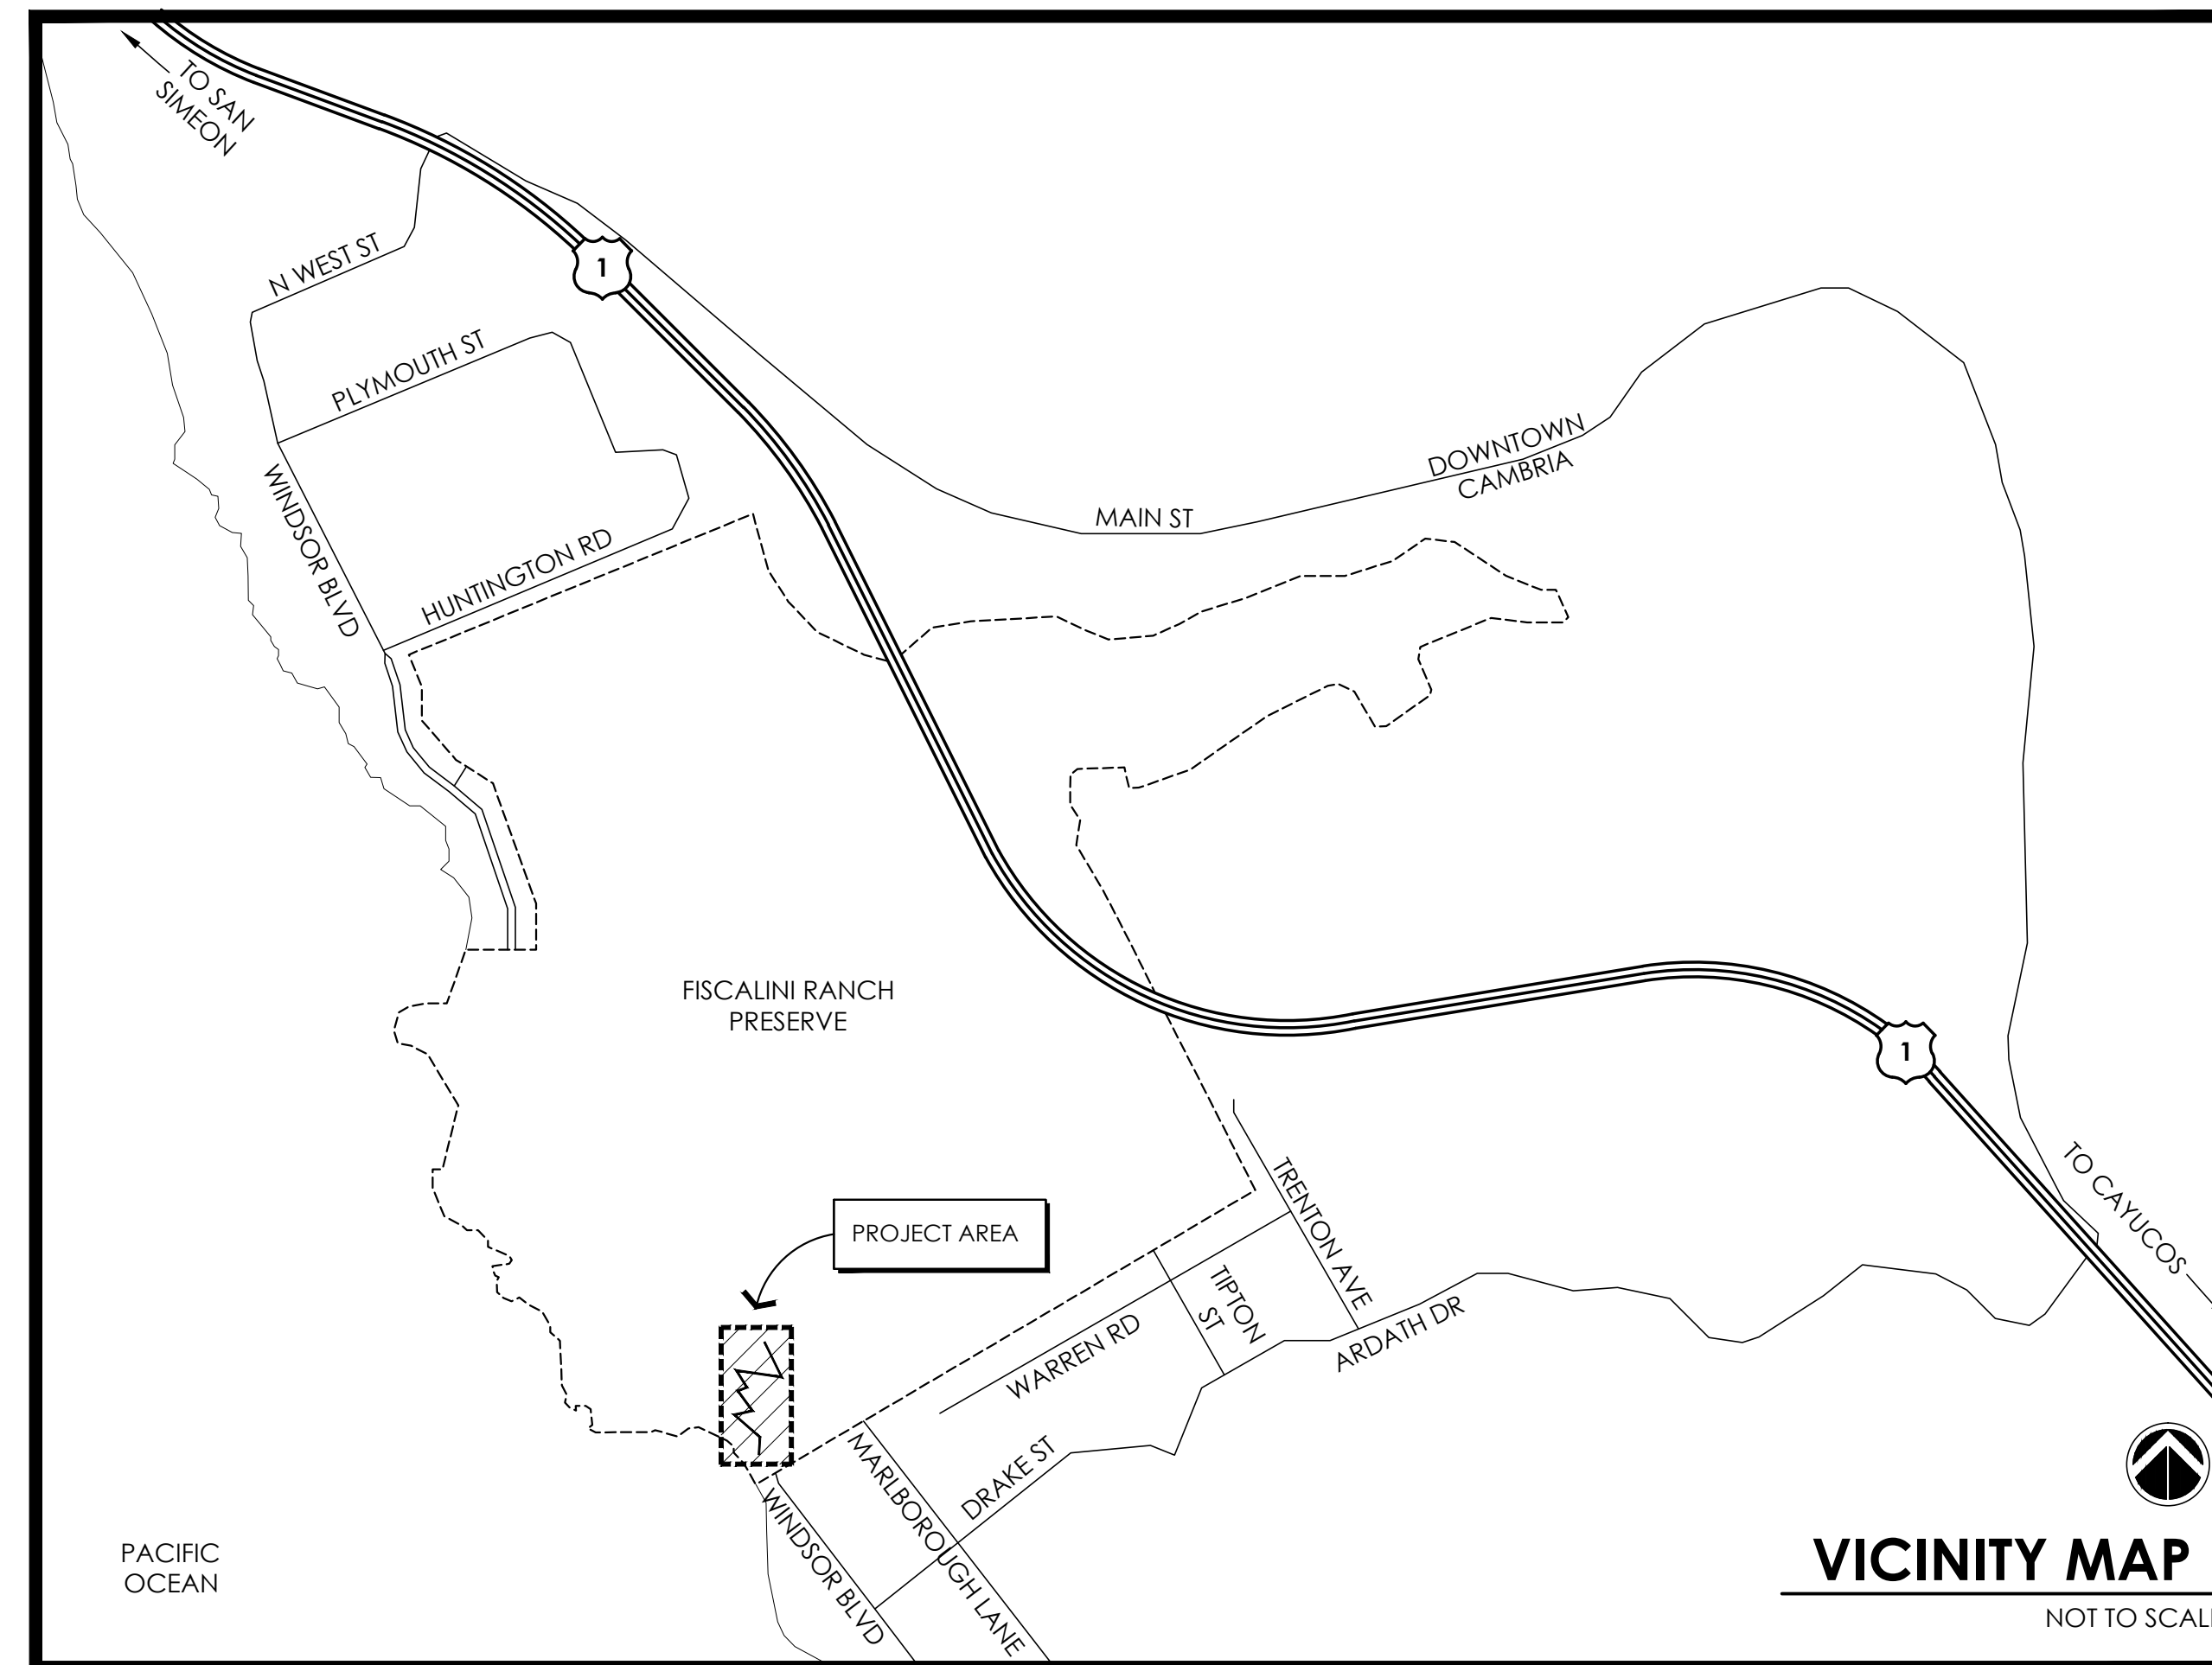 TO SAN
SIMEON
N WEST ST
1
PLYMOUTH ST
WINDSOR BLVD
HUNTINGTON RD
MAIN ST
DOWNTOWN
CAMBRIA
FISCALINI RANCH
PRESERVE
1
TO CAYUCOS
PROJECT AREA
TRENTON AVE
TIPTON
ST
WARREN RD
ARDATH DR
DRAKE ST
MARLBOROUGH LANE
WINDSOR BLVD
PACIFIC
OCEAN
VICINITY MAP
NOT TO SCAL